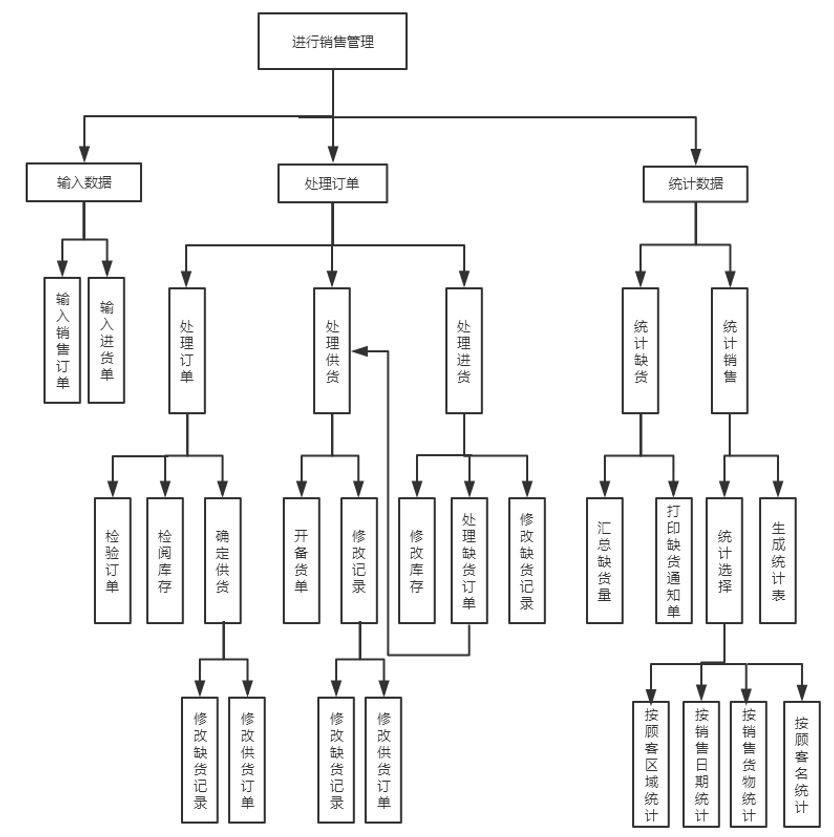 进行销售管理
输入数据
处理订单
统计数据
输入销售订单
输入进货单
处理订单
处理供货
处理进货
统计缺货
统计销售
检验订单
检阅库存
确定供货
开备货单
修改记录
修改库存
处理缺货订单
修改缺货记录
汇总缺货量
打印缺货通知单
统计选择
生成统计表
修改缺货记录
修改供货订单
修改缺货记录
修改供货订单
按顾客区域统计
按销售日期统计
按销售货物统计
按顾客名统计